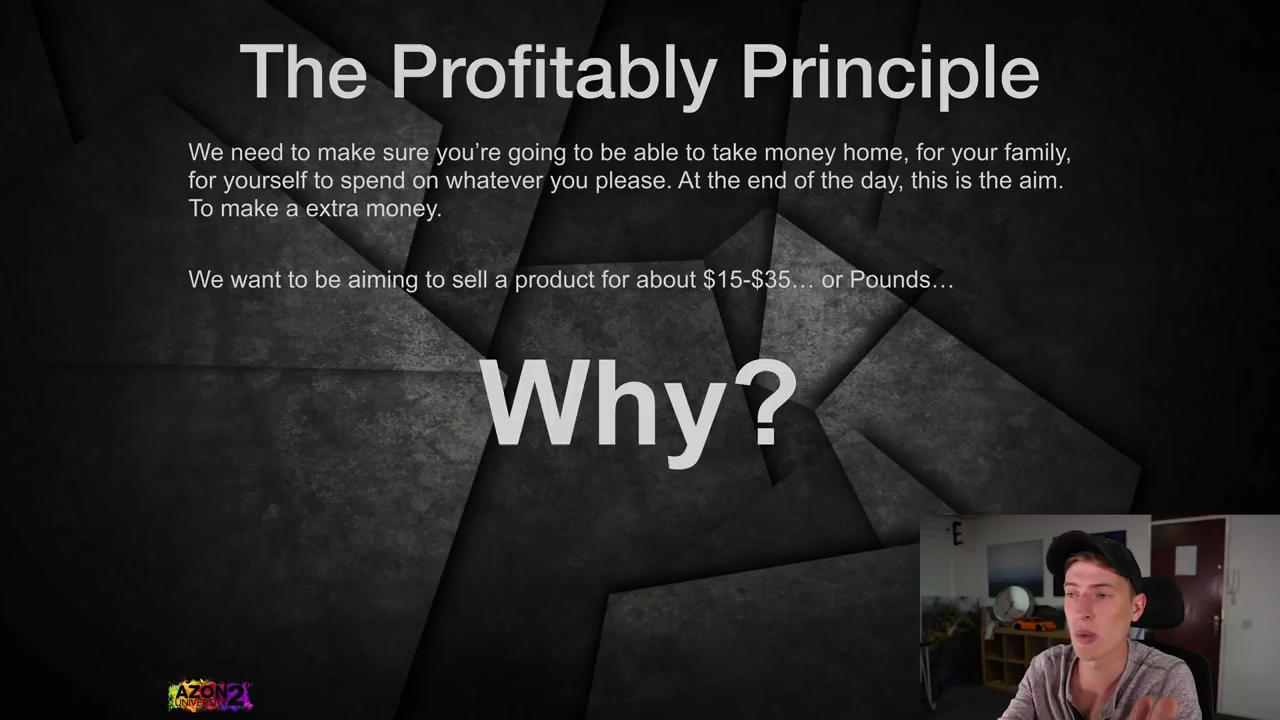 The Profitably Principle
We need to make sure you're going to be able to take money home, for your family,
for yourself to spend on whatever you please. At the end of the day, this is the aim.
To make a extra money.
We want to be aiming to sell a product for about $15-$35… or Pounds…
Why?
E
AZON 2
UNIVERSITY